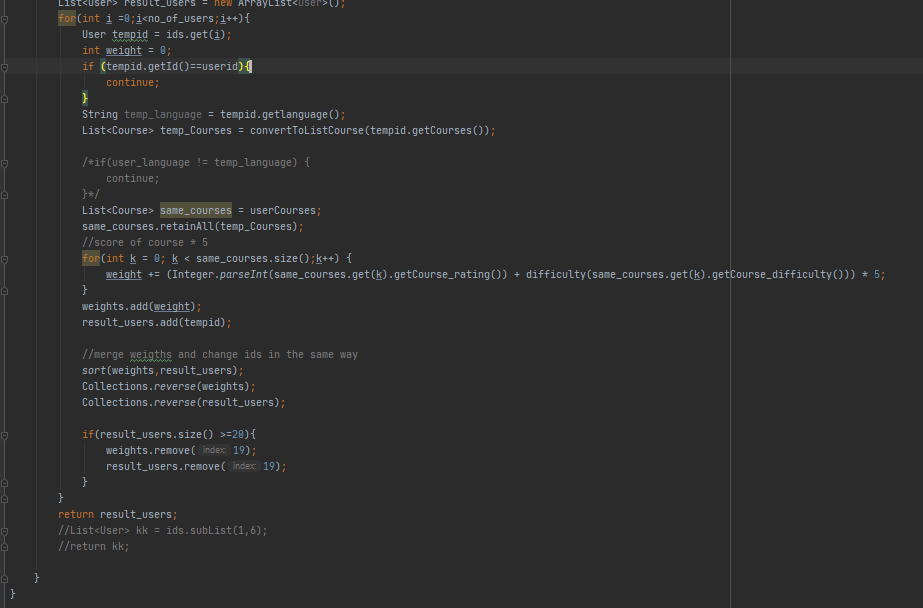 List<User> result_users = new ArrayList<User>();
for(int i =0;i<no_of_users;i++){
User tempid = ids.get(i);
int weight = 0;
if (tempid.getId()==userid){
continue;
}
String temp_language = tempid.getlanguage();
List<Course> temp_Courses = convertToListCourse(tempid.getCourses());
/*if(user_language != temp_language) {
continue;
}*/
List<Course> same_courses = userCourses;
same_courses.retainAll(temp_Courses);
//score of course * 5
for(int k = 0; k < same_courses.size();k++) {
weight += (Integer.parseInt(same_courses.get(k).getCourse_rating()) + difficulty(same_courses.get(k).getCourse_difficulty())) * 5;
}
weights.add(weight);
result_users.add(tempid);
//merge weigths and change ids in the same way
sort(weights,result_users);
Collections.reverse(weights);
Collections.reverse(result_users);
if(result_users.size() >=20){
weights.remove( index: 19);
result_users.remove( index: 19);
}
}
return result_users;
//List<User> kk = ids.subList(1,6);
//return kk;
}
}